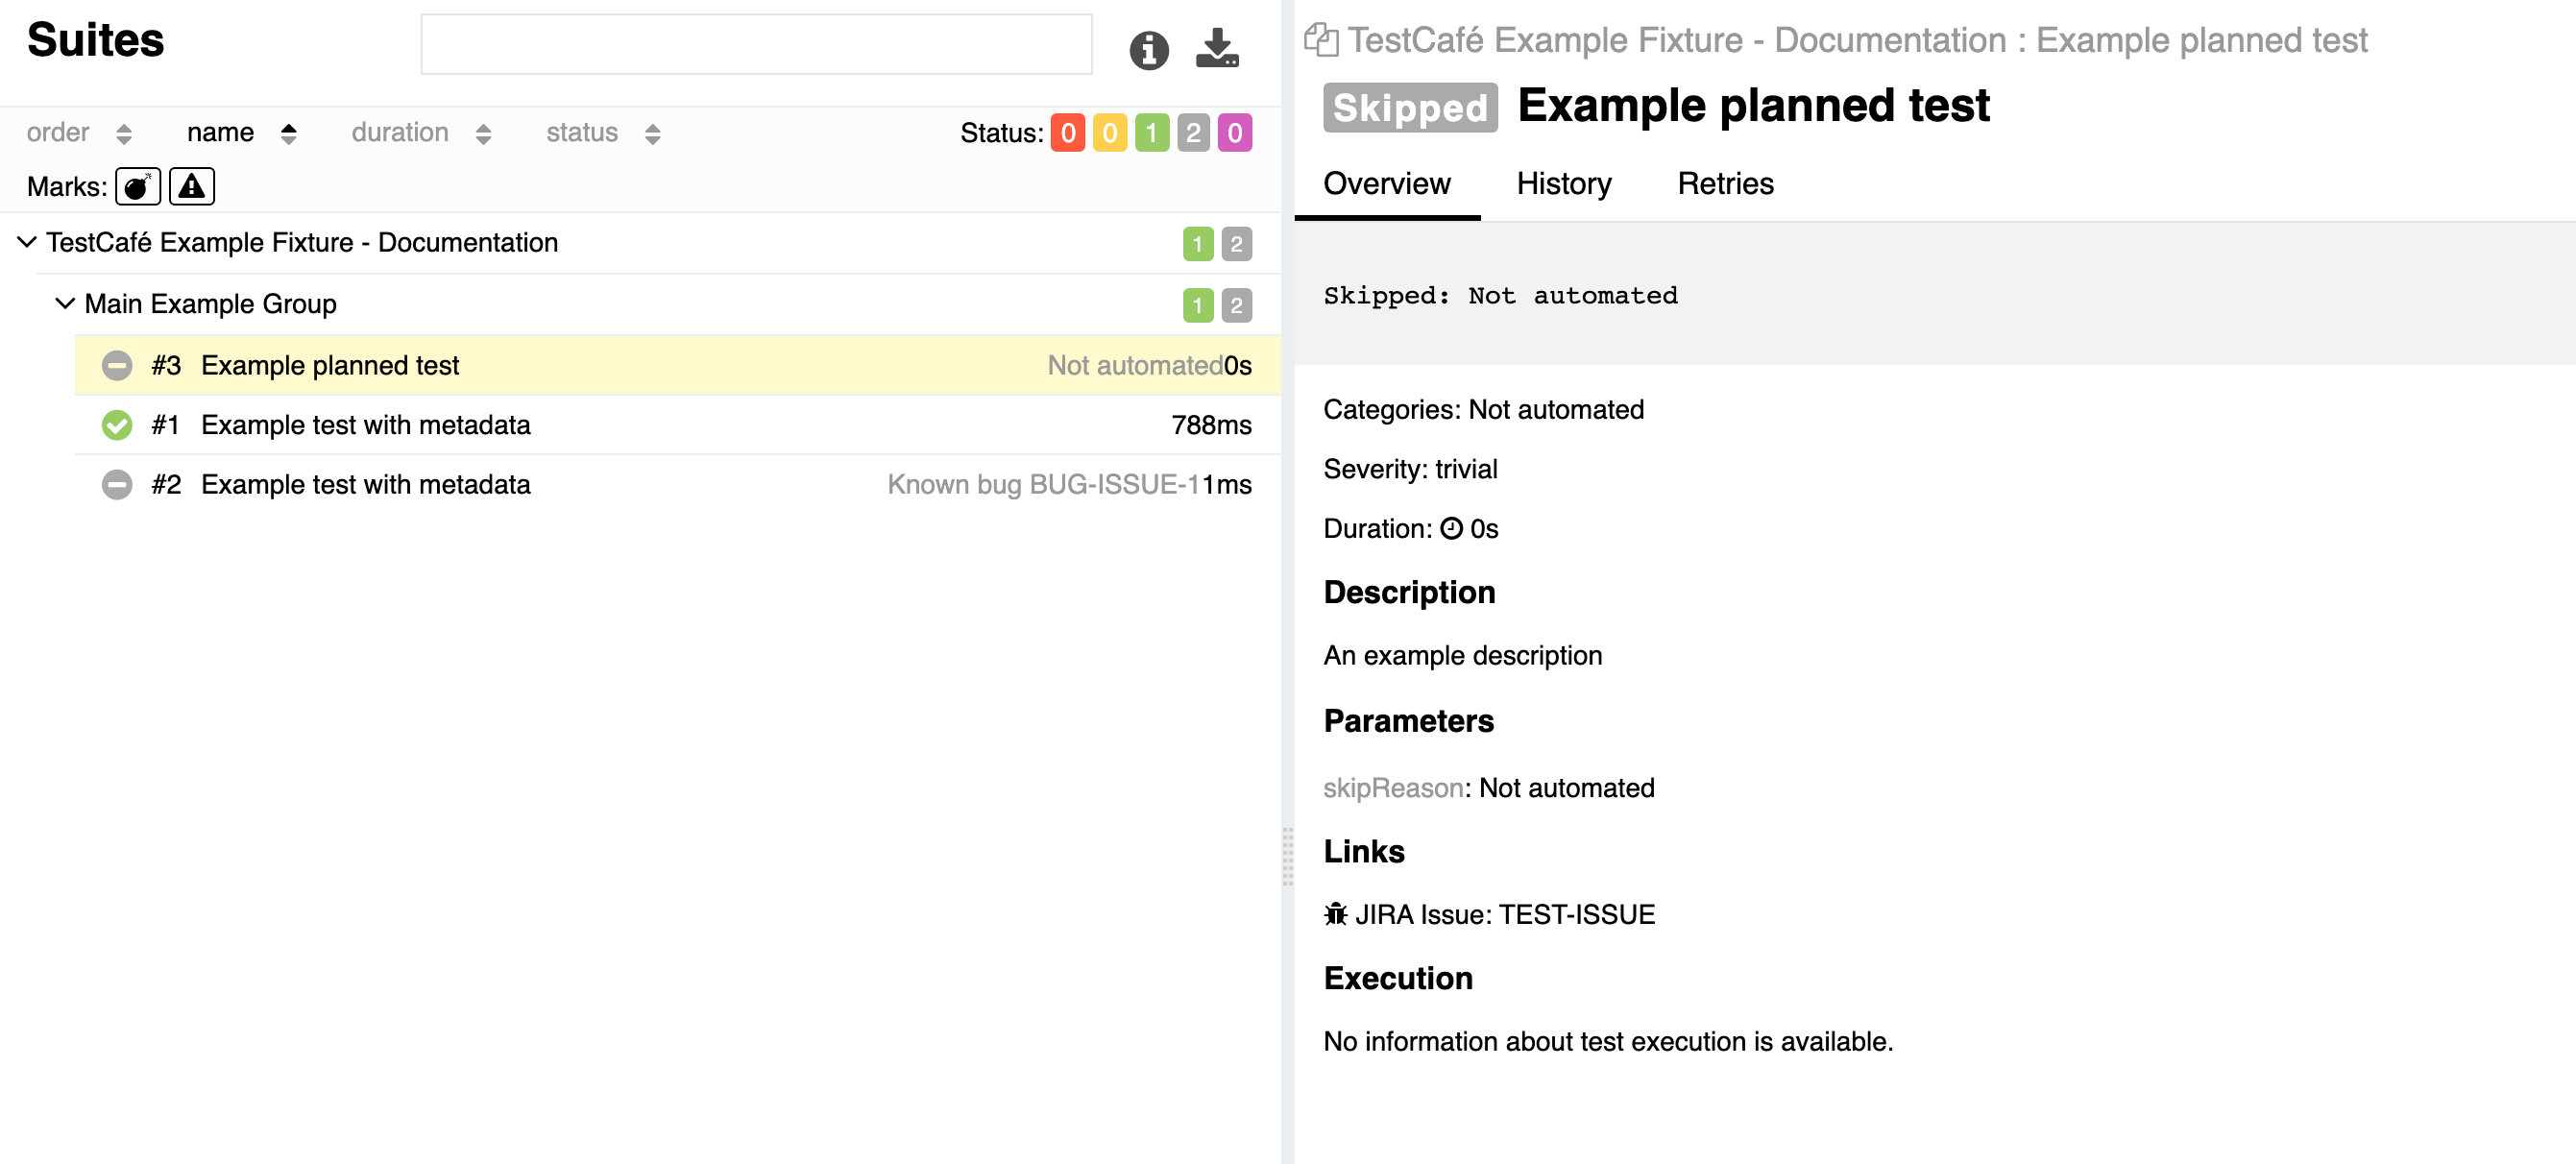 Suites
order name duration status Status: 0 0 1 2 0
Marks:
TestCafé Example Fixture - Documentation 1 2
Main Example Group 1 2
#3 Example planned test Not automated0s
#1 Example test with metadata 788ms
#2 Example test with metadata Known bug BUG-ISSUE-11ms
TestCafé Example Fixture - Documentation : Example planned test
Skipped Example planned test
Overview History Retries
Skipped: Not automated
Categories: Not automated
Severity: trivial
Duration: 0s
Description
An example description
Parameters
skipReason: Not automated
Links
JIRA Issue: TEST-ISSUE
Execution
No information about test execution is available.